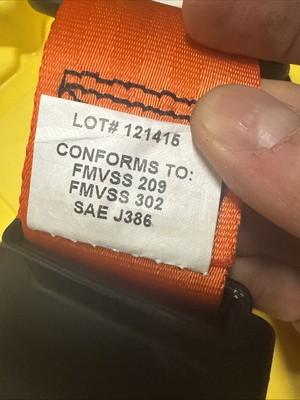 LOT# 121415
CONFORMS TO:
FMVSS 209
FMVSS 302
SAE J386